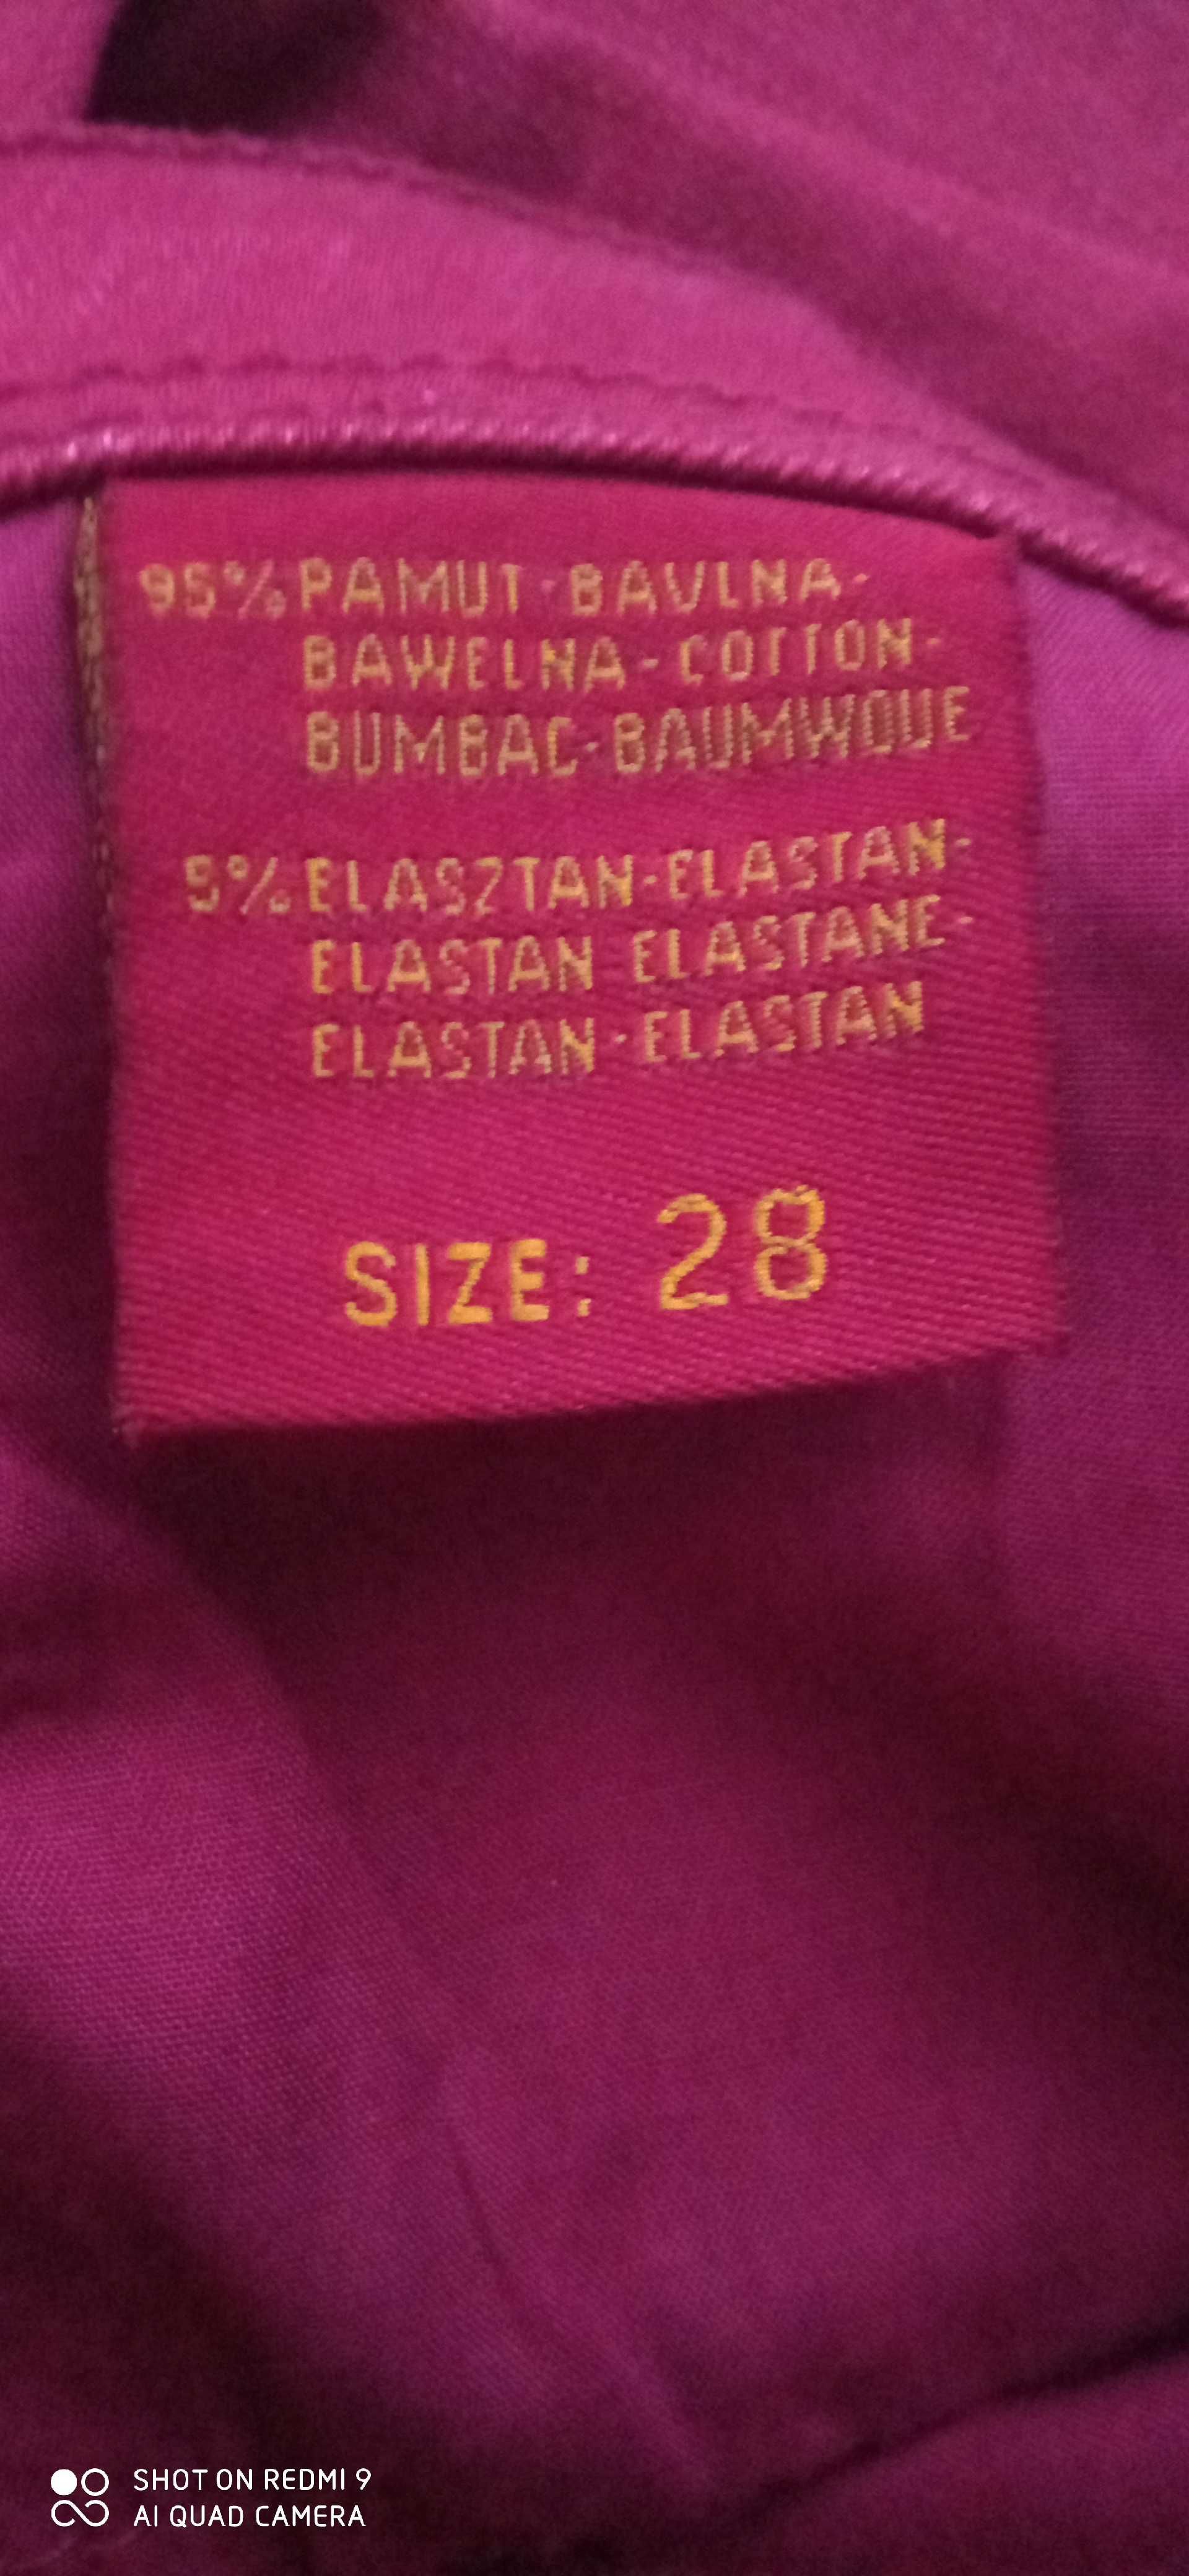 95% PAMUT-BAVLNA-
BAWELNA-COTTON-
BUMBAC-BAUMWOLLE
5% ELASZTAN-ELASTAN-
ELASTAN ELASTANE-
ELASTAN-ELASTAN
SIZE: 28
SHOT ON REDMI 9
AI QUAD CAMERA